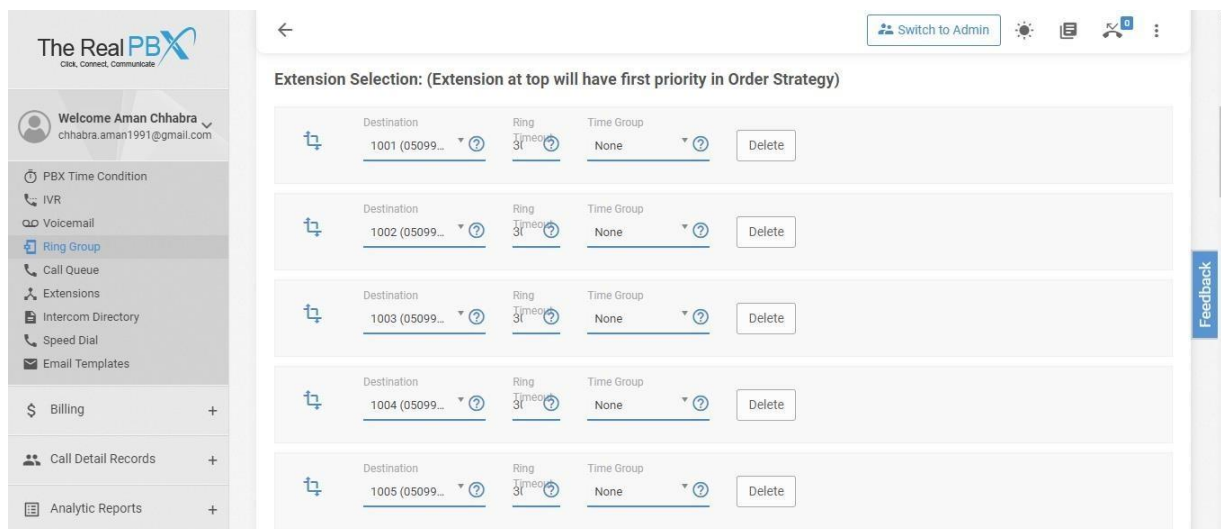 The Real PBX
Click, Connect, Communicate
Welcome Aman Chhabra
chhabra.aman1991@gmail.com
PBX Time Condition
IVR
Voicemail
Ring Group
Call Queue
Extensions
Intercom Directory
Speed Dial
Email Templates
$ Billing +
Call Detail Records +
Analytic Reports +
Switch to Admin
0
Extension Selection: (Extension at top will have first priority in Order Strategy)
Destination Ring Timeout Time Group
1001 (05099... None Delete
Destination Ring Timeout Time Group
1002 (05099... None Delete
Destination Ring Timeout Time Group
1003 (05099... None Delete
Destination Ring Timeout Time Group
1004 (05099... None Delete
Destination Ring Timeout Time Group
1005 (05099... None Delete
Feedback